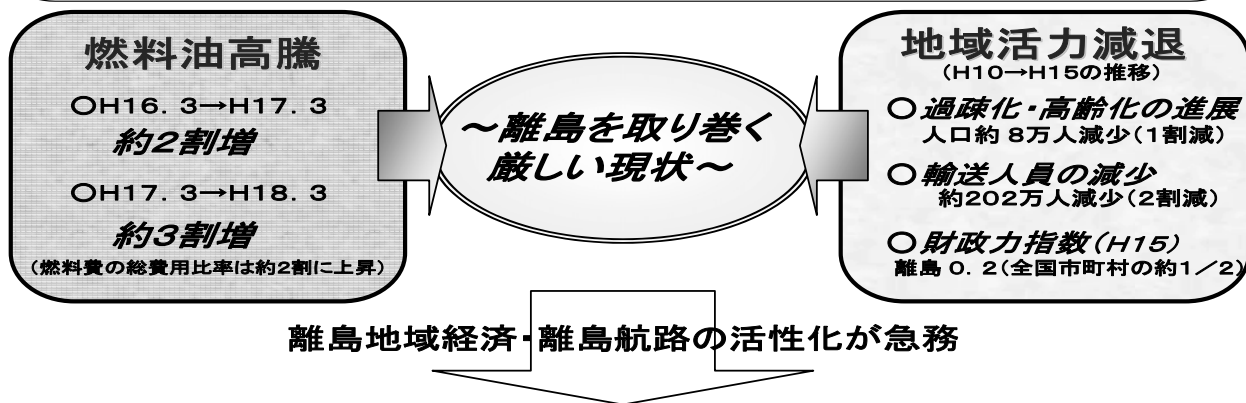 燃料油高騰
○H16.3→H17.3
約2割増
○H17.3→H18.3
約3割増
(燃料費の総費用比率は約2割に上昇)
~離島を取り巻く
厳しい現状~
地域活力減退
(H10→H15の推移)
○ 過疎化・高齢化の進展
人口約 8万人減少(1割減)
○ 輸送人員の減少
約202万人減少(2割減)
○ 財政力指数(H15)
離島 0.2(全国市町村の約1/2)
離島地域経済・離島航路の活性化が急務